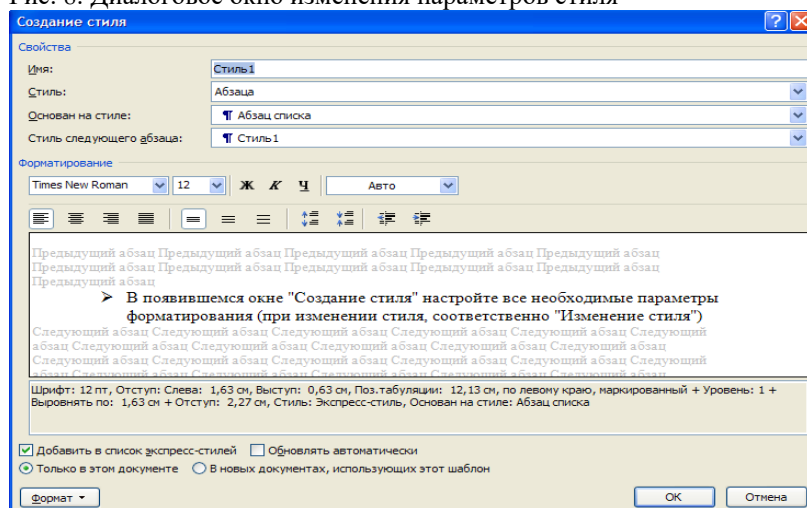 Рис. 8. Диалоговое окно изменения параметров стиля
Создание стиля
Свойства
Имя: Стиль1
Стиль: Абзаца
Основан на стиле: ¶ Абзац списка
Стиль следующего абзаца: ¶ Стиль1
Форматирование
Times New Roman 12 Ж К Ч Авто
Предыдущий абзац Предыдущий абзац Предыдущий абзац Предыдущий абзац Предыдущий абзац
Предыдущий абзац Предыдущий абзац Предыдущий абзац Предыдущий абзац Предыдущий абзац
Предыдущий абзац
➢ В появившемся окне "Создание стиля" настройте все необходимые параметры
форматирования (при изменении стиля, соответственно "Изменение стиля")
Следующий абзац Следующий абзац Следующий абзац Следующий абзац Следующий абзац Следующий
абзац Следующий абзац Следующий абзац Следующий абзац Следующий абзац Следующий абзац
Следующий абзац Следующий абзац Следующий абзац Следующий абзац Следующий абзац Следующий
абзац Следующий абзац Следующий абзац Следующий абзац Следующий абзац Следующий абзац
Шрифт: 12 пт, Отступ: Слева: 1,63 см, Выступ: 0,63 см, Поз.табуляции: 12,13 см, по левому краю, маркированный + Уровень: 1 +
Выровнять по: 1,63 см + Отступ: 2,27 см, Стиль: Экспресс-стиль, Основан на стиле: Абзац списка
Добавить в список экспресс-стилей Обновлять автоматически
Только в этом документе В новых документах, использующих этот шаблон
Формат ОК Отмена